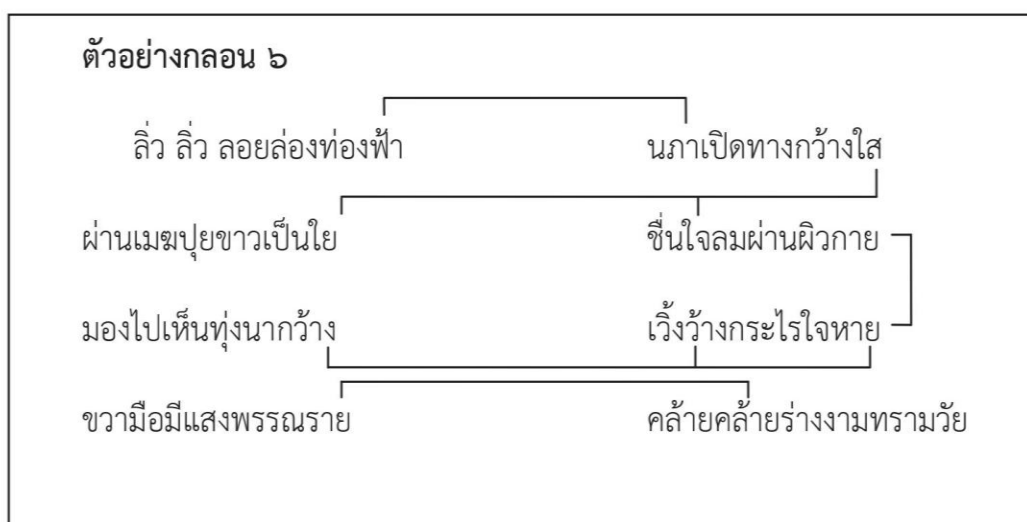 ตัวอย่างกลอน ๖
ลิ่ว ลิ่ว ลอยล่องท่องฟ้า นภาเปิดทางกว้างใส
ผ่านเมฆปุยขาวเป็นใย ชื่นใจลมผ่านผิวกาย
มองไปเห็นทุ่งนากว้าง เวิ้งว้างกระไรใจหาย
ขวามือมีแสงพรรณราย คล้ายคล้ายร่างงามทรามวัย